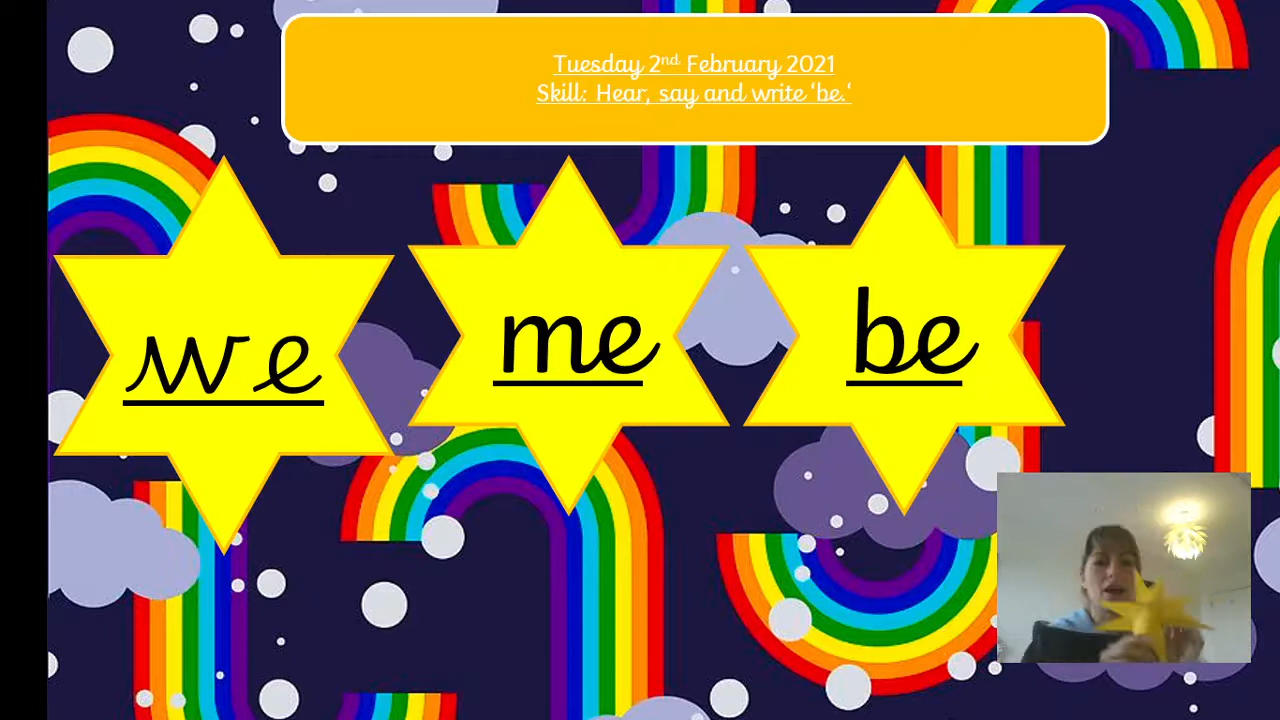 Tuesday 2nd February 2021
Skill: Hear, say and write ‘be.‘
we me be